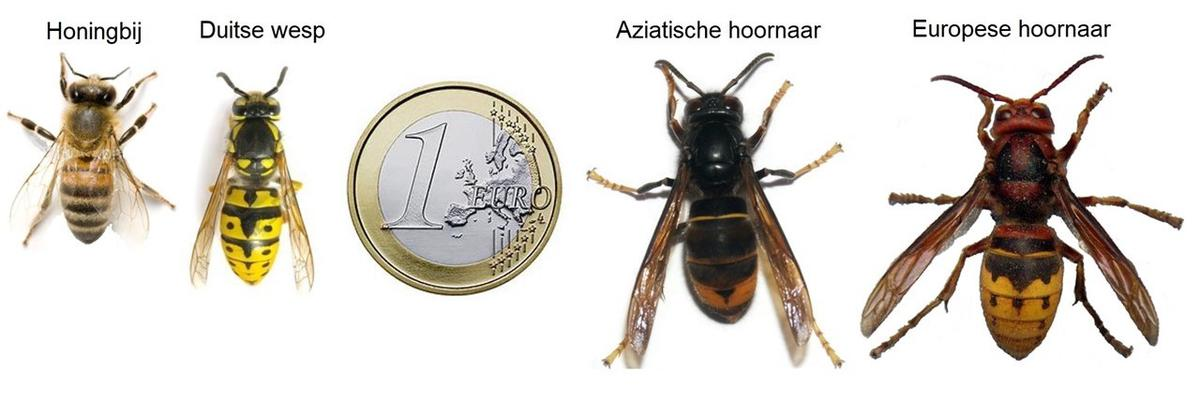 Honingbij
Duitse wesp
Aziatische hoornaar
Europese hoornaar
1
EURO